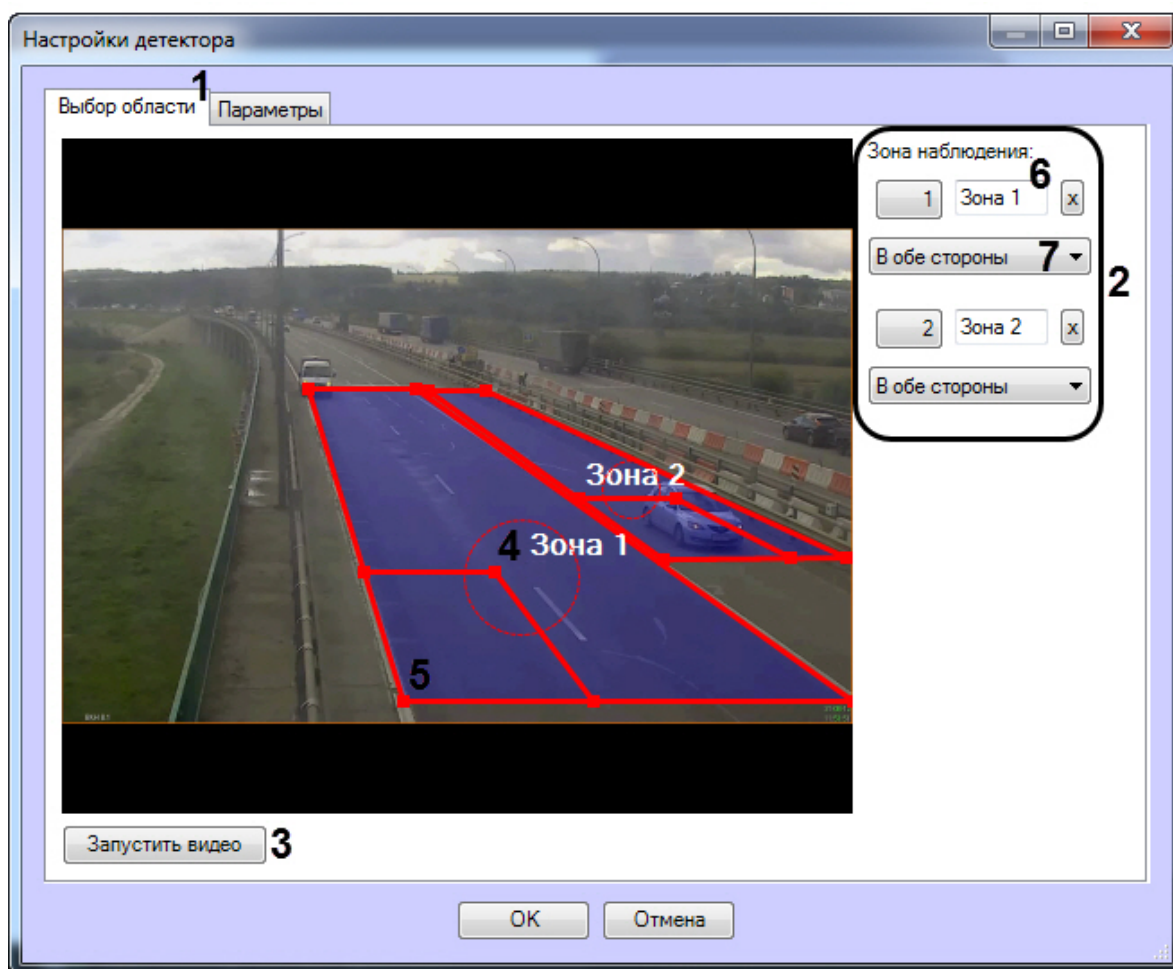 Настройки детектора
1
Выбор области
Параметры
Зона наблюдения:
6
1 Зона 1 x
В обе стороны 7
2
2 Зона 2 x
В обе стороны
Зона 2
4 Зона 1
5
Запустить видео 3
OK Отмена